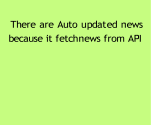 There are Auto updated news
because it fetchnews from API